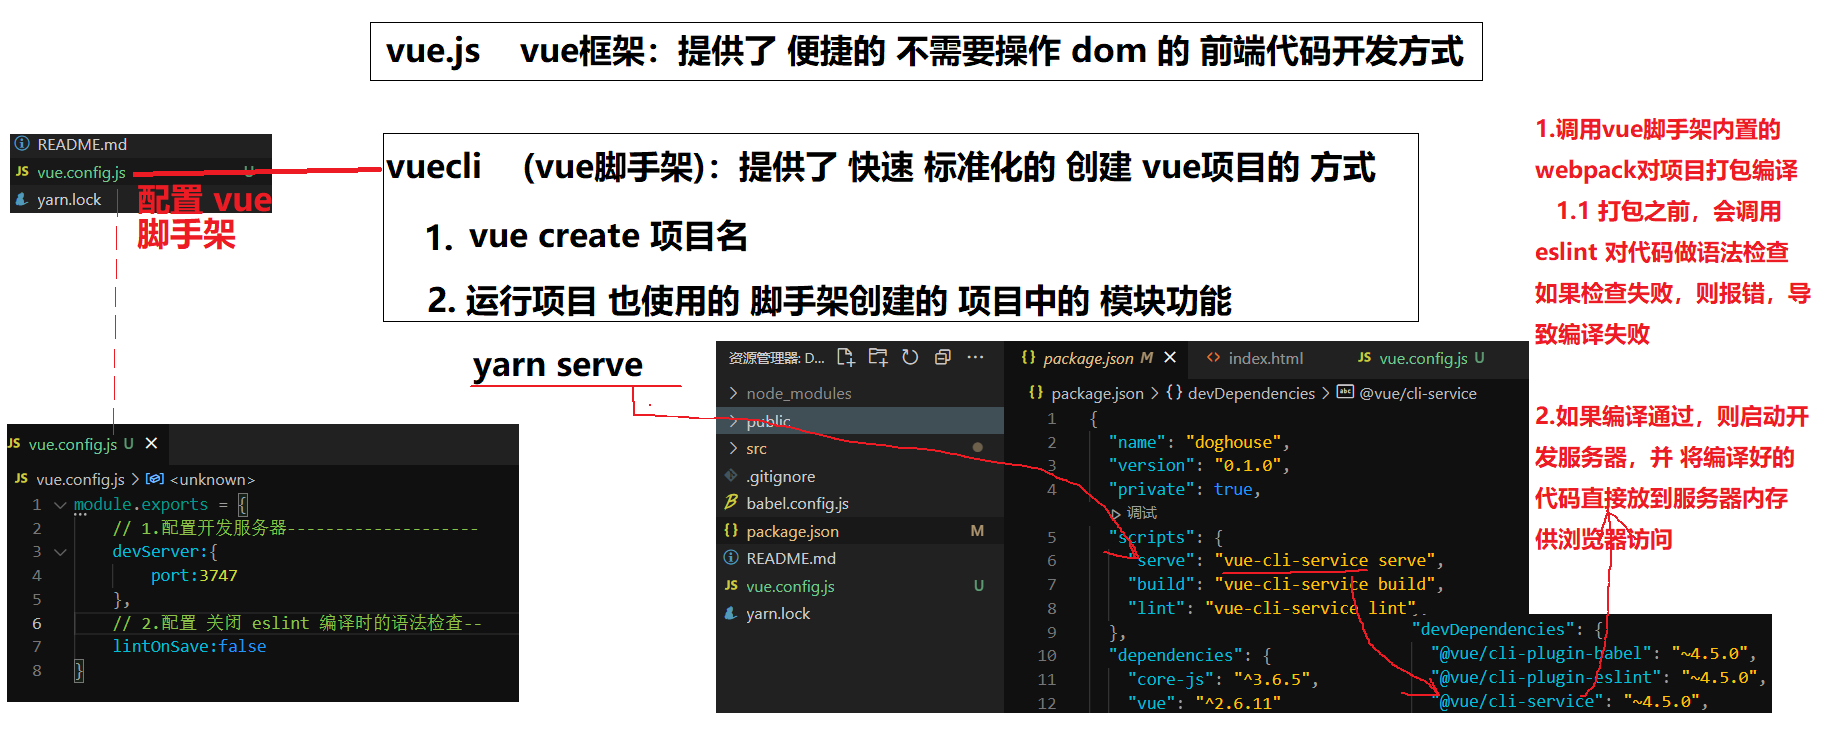 vue.js vue框架：提供了 便捷的 不需要操作 dom 的 前端代码开发方式
README.md
JS vue.config.js U
yarn.lock
配置 vue
脚手架
vuecli （vue脚手架）：提供了 快速 标准化的 创建 vue项目的 方式
1. vue create 项目名
2. 运行项目 也使用的 脚手架创建的 项目中的 模块功能
1.调用vue脚手架内置的
webpack对项目打包编译
1.1 打包之前，会调用
eslint 对代码做语法检查
如果检查失败，则报错，导
致编译失败
2.如果编译通过，则启动开
发服务器，并 将编译好的
代码直接放到服务器内存
供浏览器访问
yarn serve
JS vue.config.js U ×
JS vue.config.js > <unknown>
1 module.exports = {
2 // 1.配置开发服务器--------------------
3 devServer:{
4 port:3747
5 },
6 // 2.配置 关闭 eslint 编译时的语法检查--
7 lintOnSave:false
8 }
资源管理器: D... ···
> node_modules
> public
> src
.gitignore
babel.config.js
{} package.json M
README.md
JS vue.config.js U
yarn.lock
{} package.json M ×
<> index.html
JS vue.config.js U
{} package.json > {} devDependencies > abc @vue/cli-service
1 {
2 "name": "doghouse",
3 "version": "0.1.0",
4 "private": true,
调试
5 "scripts": {
6 "serve": "vue-cli-service serve",
7 "build": "vue-cli-service build",
8 "lint": "vue-cli-service lint"
9 },
10 "dependencies": {
11 "core-js": "^3.6.5",
12 "vue": "^2.6.11"
"devDependencies": {
"@vue/cli-plugin-babel": "~4.5.0",
"@vue/cli-plugin-eslint": "~4.5.0",
"@vue/cli-service": "~4.5.0",